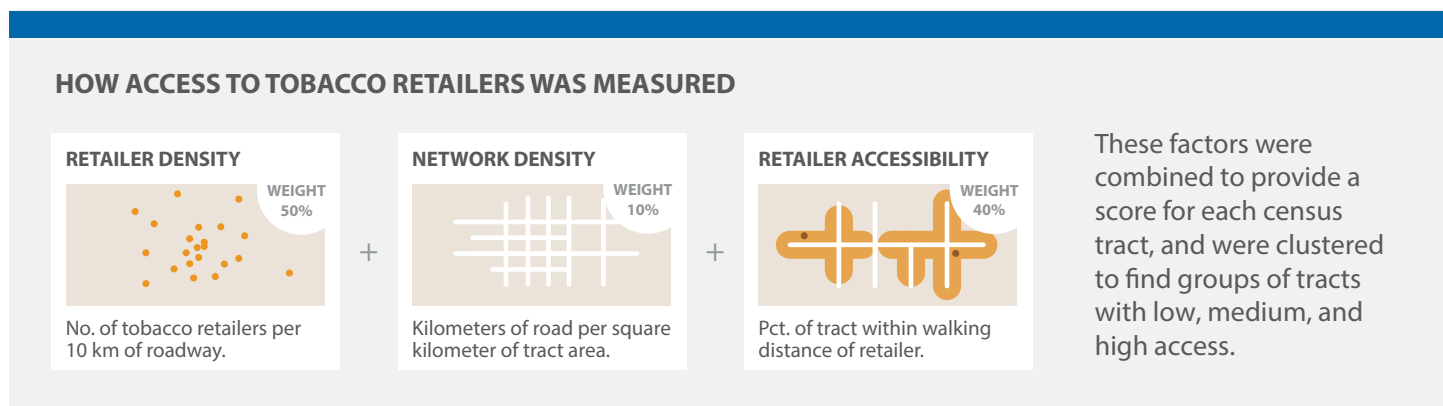 HOW ACCESS TO TOBACCO RETAILERS WAS MEASURED
RETAILER DENSITY
WEIGHT
50%
No. of tobacco retailers per
10 km of roadway.
+
NETWORK DENSITY
WEIGHT
10%
Kilometers of road per square
kilometer of tract area.
+
RETAILER ACCESSIBILITY
WEIGHT
40%
Pct. of tract within walking
distance of retailer.
These factors were
combined to provide a
score for each census
tract, and were clustered
to find groups of tracts
with low, medium, and
high access.